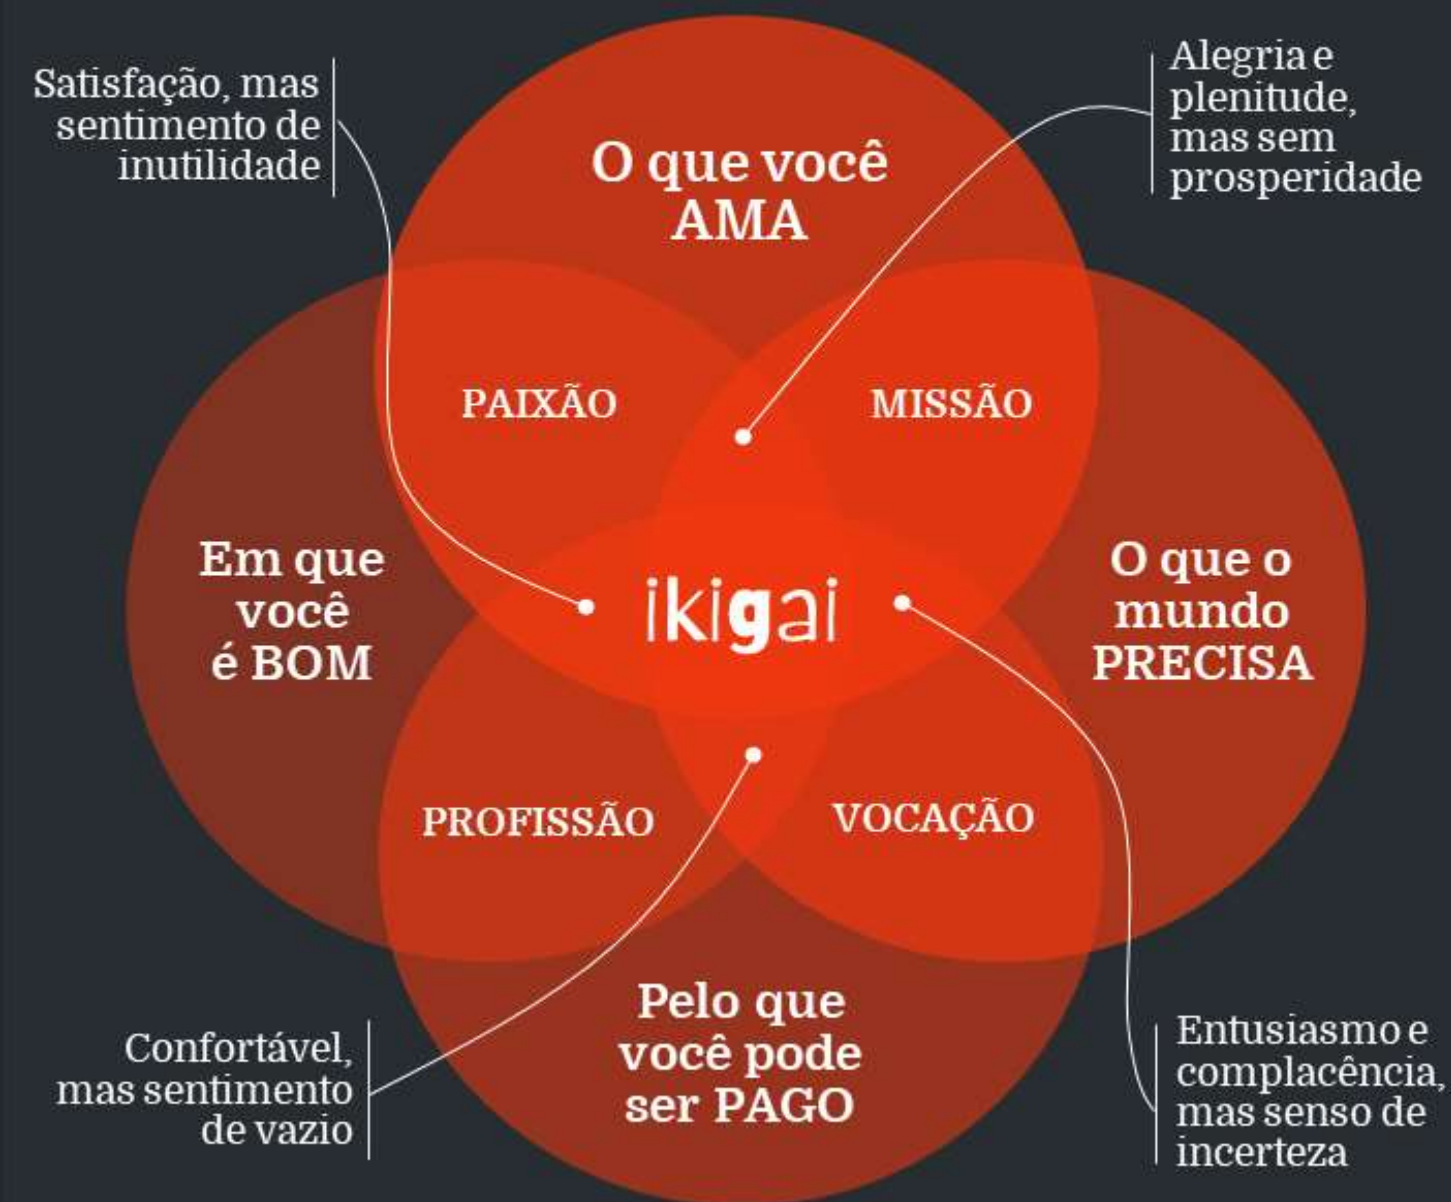 Satisfação, mas
sentimento de
inutilidade
Alegria e
plenitude,
mas sem
prosperidade
O que você
AMA
PAIXÃO
MISSÃO
Em que
você
é BOM
ikigai
O que o
mundo
PRECISA
PROFISSÃO
VOCAÇÃO
Pelo que
você pode
ser PAGO
Confortável,
mas sentimento
de vazio
Entusiasmo e
complacência,
mas senso de
incerteza